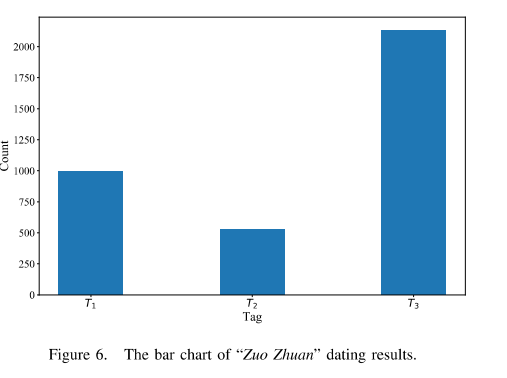 2000
1750
1500
1250
1000
750
500
250
0
Count
T1 T2 T3
Tag
Figure 6. The bar chart of “Zuo Zhuan” dating results.